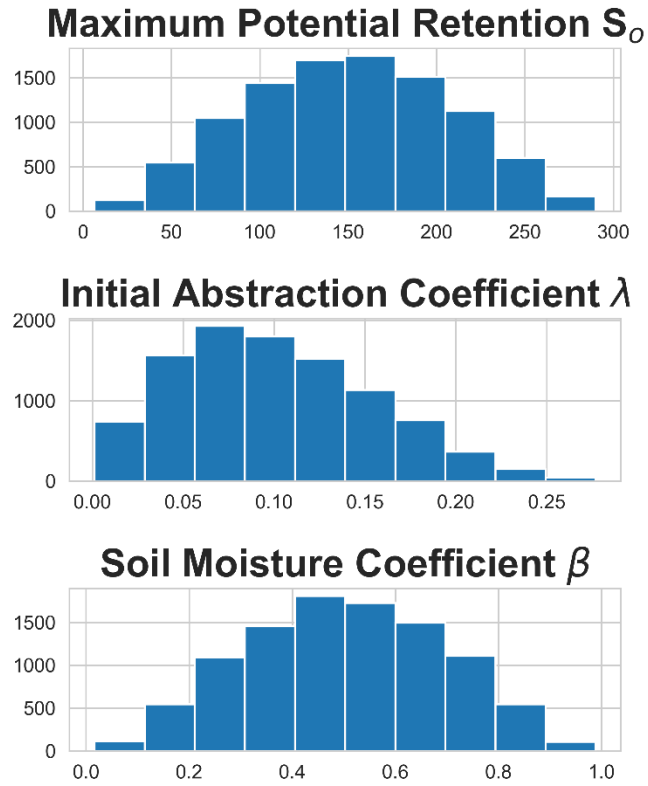 Maximum Potential Retention Sₒ
1500
1000
500
0
0 50 100 150 200 250 300
Initial Abstraction Coefficient λ
2000
1000
0
0.00 0.05 0.10 0.15 0.20 0.25
Soil Moisture Coefficient β
1500
1000
500
0
0.0 0.2 0.4 0.6 0.8 1.0